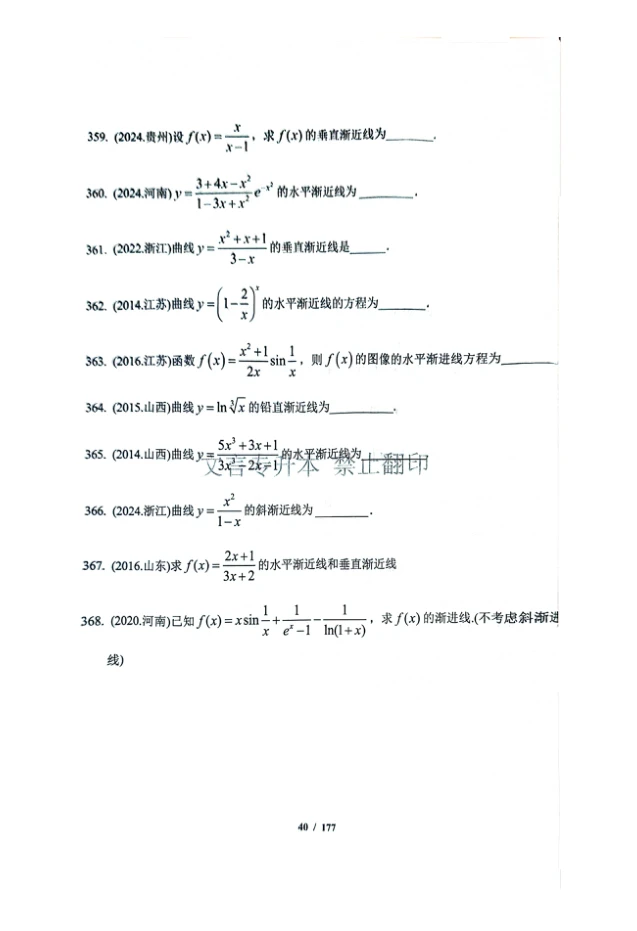 359. (2024.贵州)设 f(x) = x/(x−1)，求 f(x) 的垂直渐近线为______.
360. (2024.河南) y = (3+4x−x²)/(1−3x+x²) e^(−x²) 的水平渐近线为______.
361. (2022.浙江)曲线 y = (x²+x+1)/(3−x) 的垂直渐近线是______.
362. (2014.江苏)曲线 y = (1−2/x)^x 的水平渐近线的方程为______.
363. (2016.江苏)函数 f(x) = (x²+1)/(2x) sin 1/x，则 f(x) 的图像的水平渐进线方程为______
364. (2015.山西)曲线 y = ln ∛x 的铅直渐近线为______.
365. (2014.山西)曲线 y = (5x³+3x+1)/(3x³−2x−1) 的水平渐近线为______
文昌专升本 禁止翻印
366. (2024.浙江)曲线 y = x²/(1−x) 的斜渐近线为______.
367. (2016.山东)求 f(x) = (2x+1)/(3x+2) 的水平渐近线和垂直渐近线
368. (2020.河南)已知 f(x) = x sin 1/x + 1/(e^x−1) − 1/ln(1+x)，求 f(x) 的渐进线.(不考虑斜渐进
线)
40 / 177